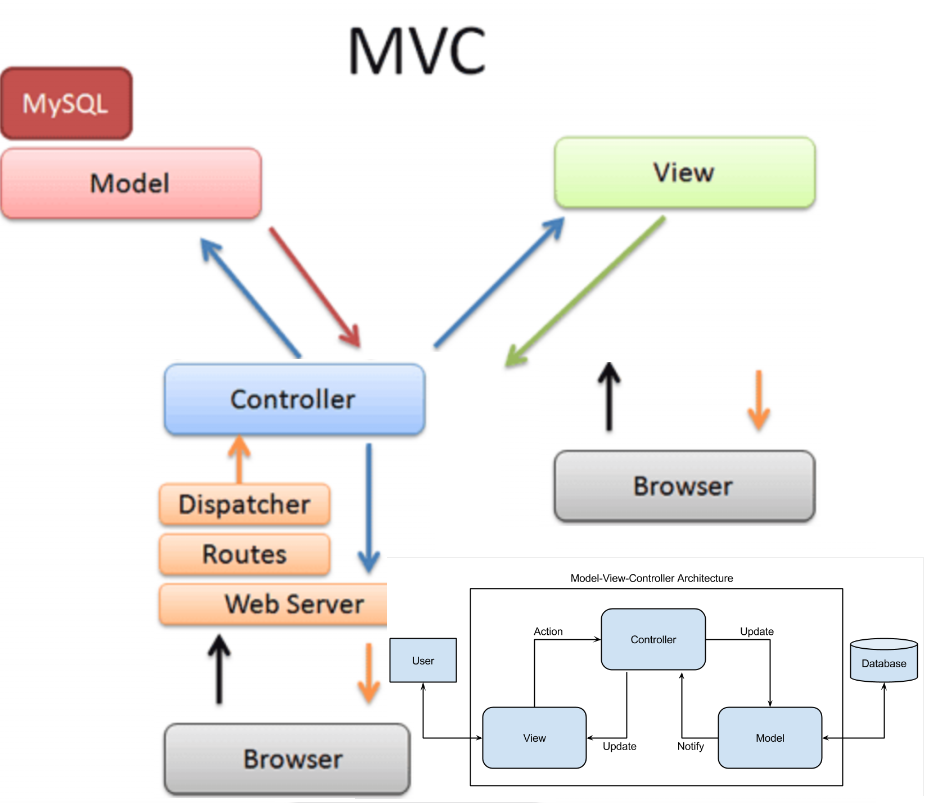 MVC
MySQL
Model
View
Controller
Dispatcher
Routes
Web Server
Browser
Browser
Model-View-Controller Architecture
User
Action
Controller
Update
Database
View
Update
Notify
Model